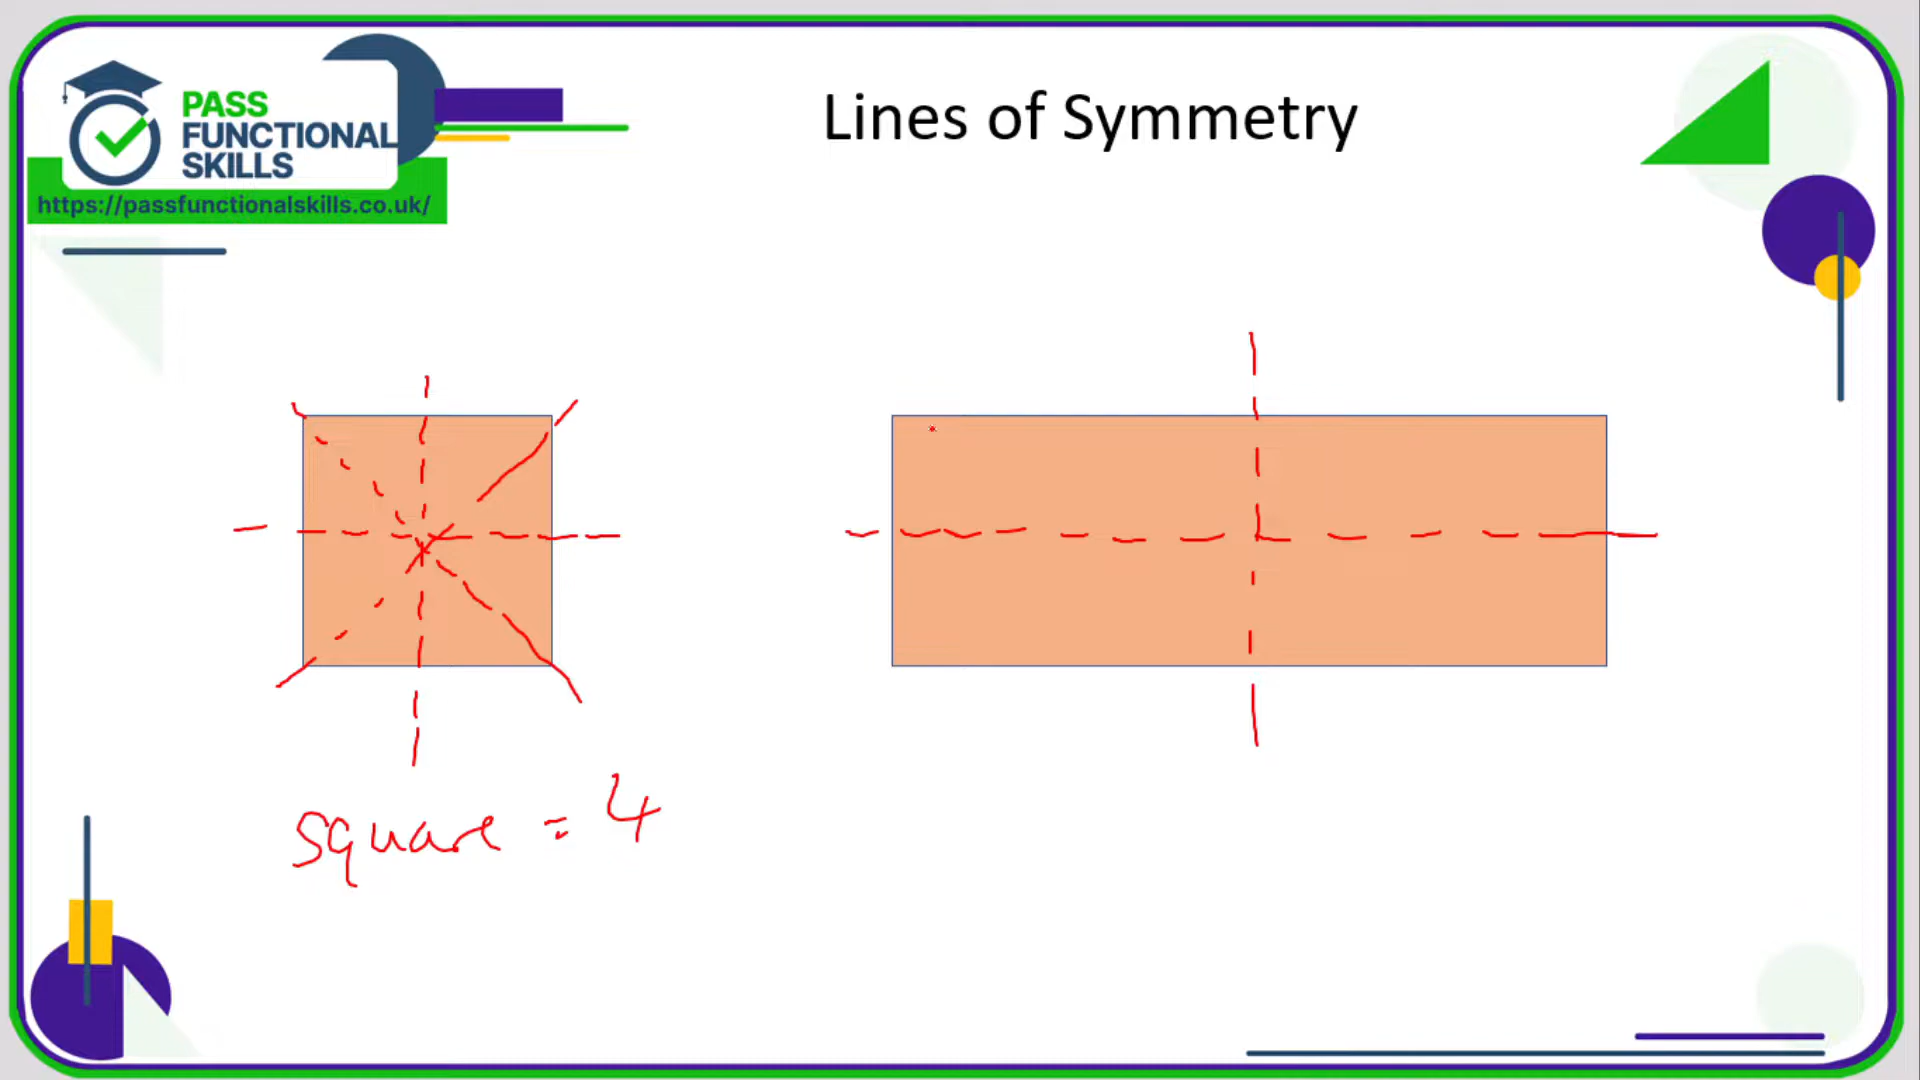 PASS
FUNCTIONAL
SKILLS
https://passfunctionalskills.co.uk/
Lines of Symmetry
square = 4